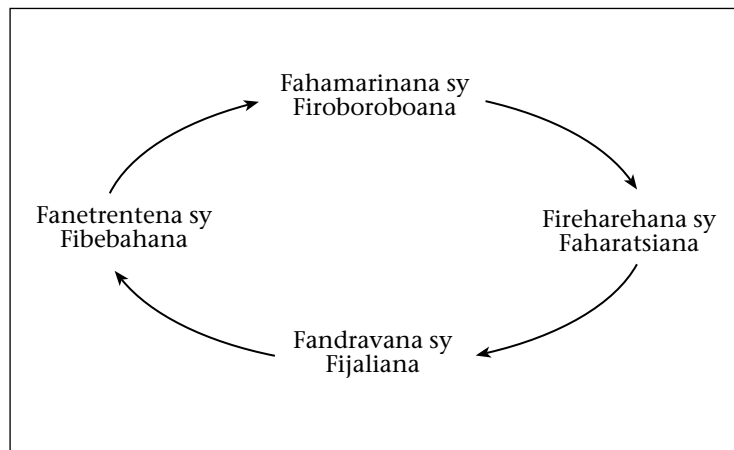 Fahamarinana sy
Firoboroboana
Fireharehana sy
Faharatsiana
Fandravana sy
Fijaliana
Fanetrentena sy
Fibebahana